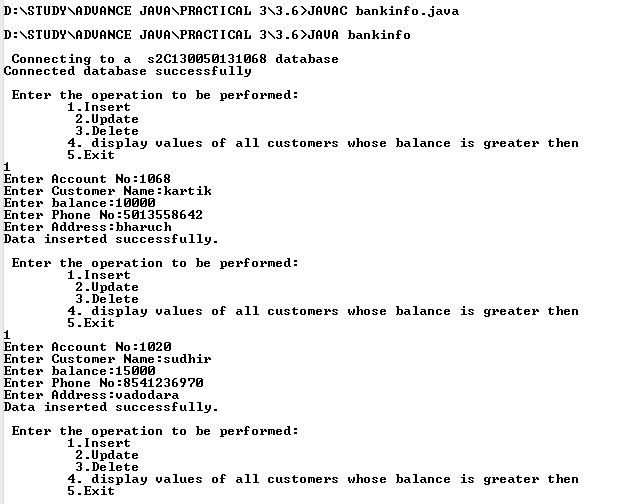 D:\STUDY\ADVANCE JAVA\PRACTICAL 3\3.6>JAVAC bankinfo.java
D:\STUDY\ADVANCE JAVA\PRACTICAL 3\3.6>JAVA bankinfo
Connecting to a  s2C130050131068 database
Connected database successfully
Enter the operation to be performed:
1.Insert
2.Update
3.Delete
4. display values of all customers whose balance is greater then
5.Exit
1
Enter Account No:1068
Enter Customer Name:kartik
Enter balance:10000
Enter Phone No:5013558642
Enter Address:bharuch
Data inserted successfully.
Enter the operation to be performed:
1.Insert
2.Update
3.Delete
4. display values of all customers whose balance is greater then
5.Exit
1
Enter Account No:1020
Enter Customer Name:sudhir
Enter balance:15000
Enter Phone No:8541236970
Enter Address:vadodara
Data inserted successfully.
Enter the operation to be performed:
1.Insert
2.Update
3.Delete
4. display values of all customers whose balance is greater then
5.Exit